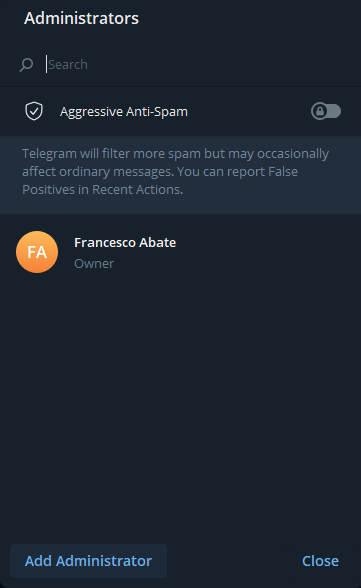 Administrators
Search
Aggressive Anti-Spam
Telegram will filter more spam but may occasionally
affect ordinary messages. You can report False
Positives in Recent Actions.
FA
Francesco Abate
Owner
Add Administrator
Close